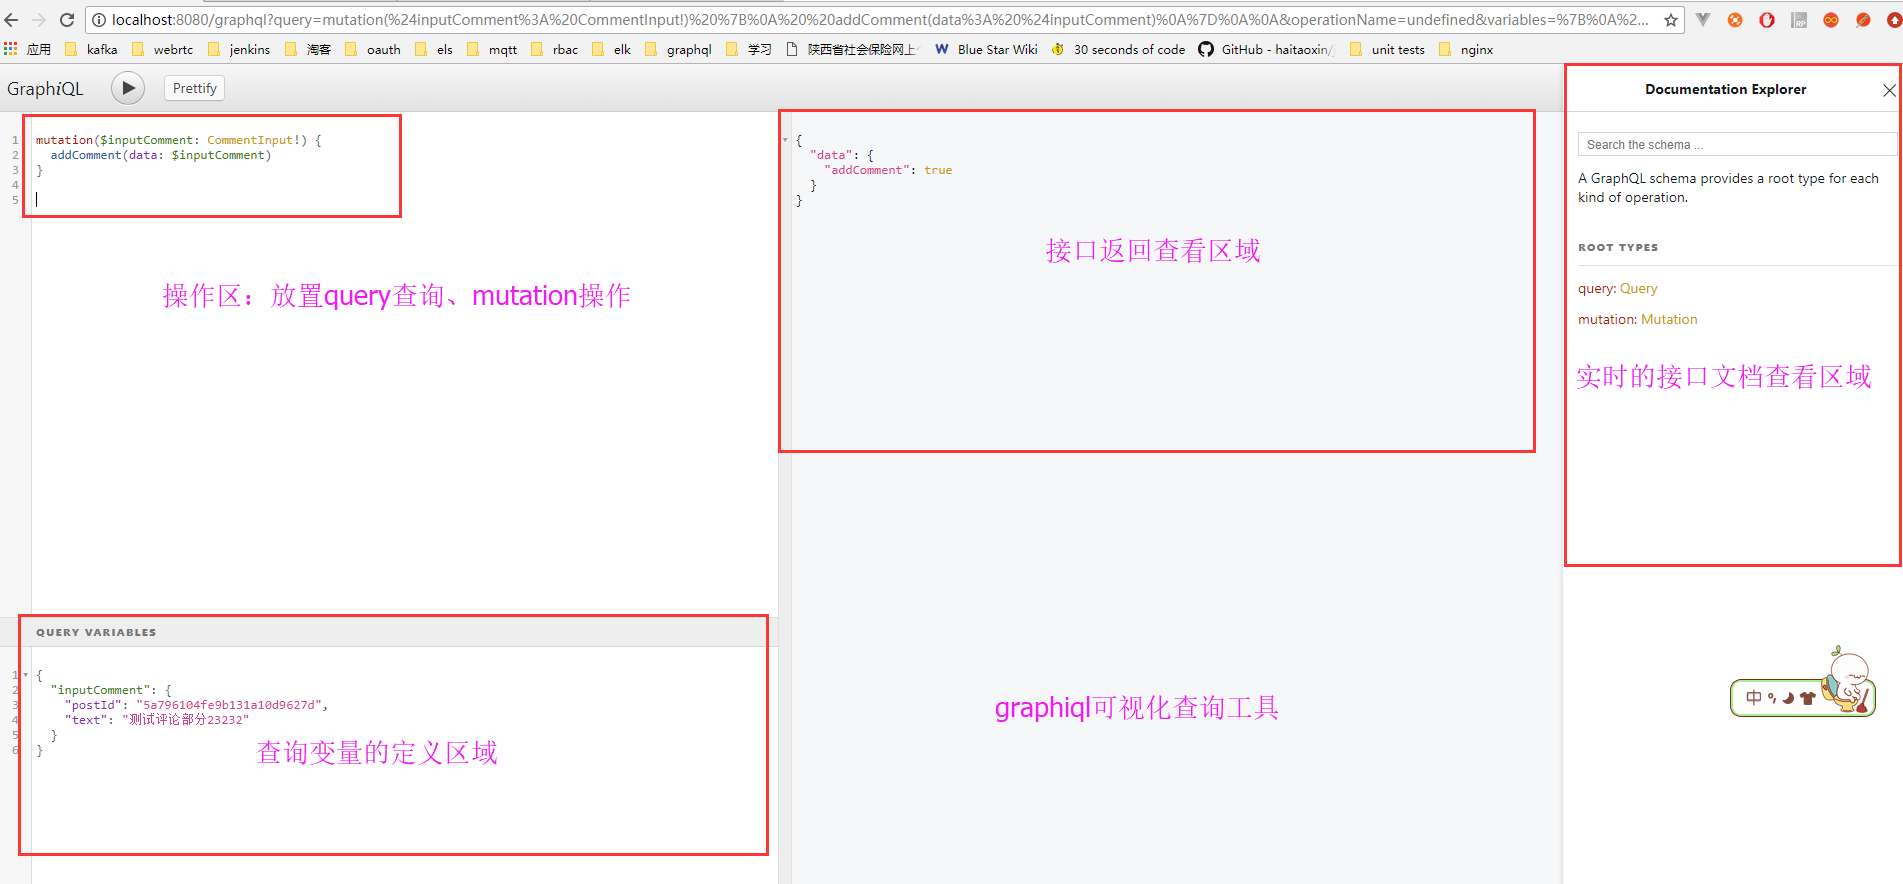 localhost:8080/graphql?query=mutation(%24inputComment%3A%20CommentInput!)%20%7B%0A%20%20addComment(data%3A%20%24inputComment)%0A%7D%0A%0A&operationName=undefined&variables=%7B%0A%2...
应用 kafka webrtc jenkins 淘客 oauth els mqtt rbac elk graphql 学习 陕西省社会保险网上 Blue Star Wiki 30 seconds of code GitHub - haitaoxin/ unit tests nginx
GraphiQL Prettify
Documentation Explorer
1 mutation($inputComment: CommentInput!) {
2 addComment(data: $inputComment)
3 }
4
5
操作区：放置query查询、mutation操作
QUERY VARIABLES
1 {
2 "inputComment": {
3 "postId": "5a796104fe9b131a10d9627d",
4 "text": "测试评论部分23232"
5 }
6 }
查询变量的定义区域
{
"data": {
"addComment": true
}
}
接口返回查看区域
graphiql可视化查询工具
Search the schema ...
A GraphQL schema provides a root type for each
kind of operation.
ROOT TYPES
query: Query
mutation: Mutation
实时的接口文档查看区域
中